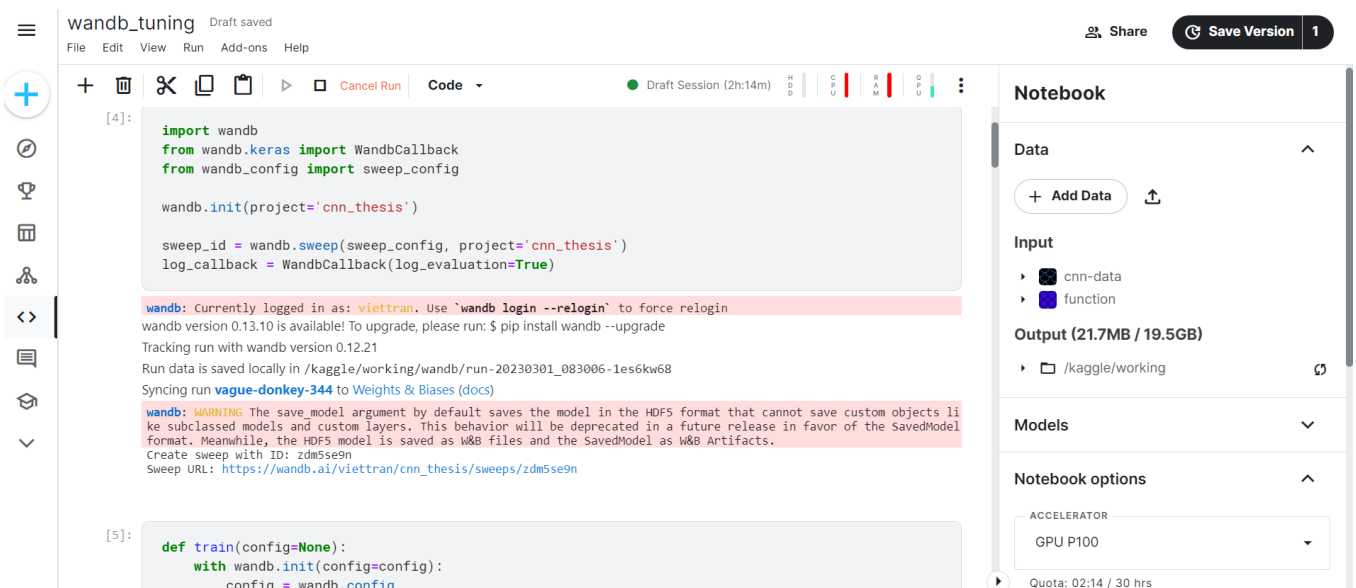 wandb_tuning Draft saved
File Edit View Run Add-ons Help
Share
Save Version 1
Cancel Run
Code
Draft Session (2h:14m)
HDD
CPU
RAM
GPU
[4]:
import wandb
from wandb.keras import WandbCallback
from wandb_config import sweep_config
wandb.init(project='cnn_thesis')
sweep_id = wandb.sweep(sweep_config, project='cnn_thesis')
log_callback = WandbCallback(log_evaluation=True)
wandb: Currently logged in as: viettran. Use `wandb login --relogin` to force relogin
wandb version 0.13.10 is available! To upgrade, please run: $ pip install wandb --upgrade
Tracking run with wandb version 0.12.21
Run data is saved locally in /kaggle/working/wandb/run-20230301_083006-1es6kw68
Syncing run vague-donkey-344 to Weights & Biases (docs)
wandb: WARNING The save_model argument by default saves the model in the HDF5 format that cannot save custom objects li
ke subclassed models and custom layers. This behavior will be deprecated in a future release in favor of the SavedModel
format. Meanwhile, the HDF5 model is saved as W&B files and the SavedModel as W&B Artifacts.
Create sweep with ID: zdm5se9n
Sweep URL: https://wandb.ai/viettran/cnn_thesis/sweeps/zdm5se9n
[5]:
def train(config=None):
with wandb.init(config=config):
config = wandb.config
Notebook
Data
Add Data
Input
cnn-data
function
Output (21.7MB / 19.5GB)
/kaggle/working
Models
Notebook options
ACCELERATOR
GPU P100
Quota: 02:14 / 30 hrs